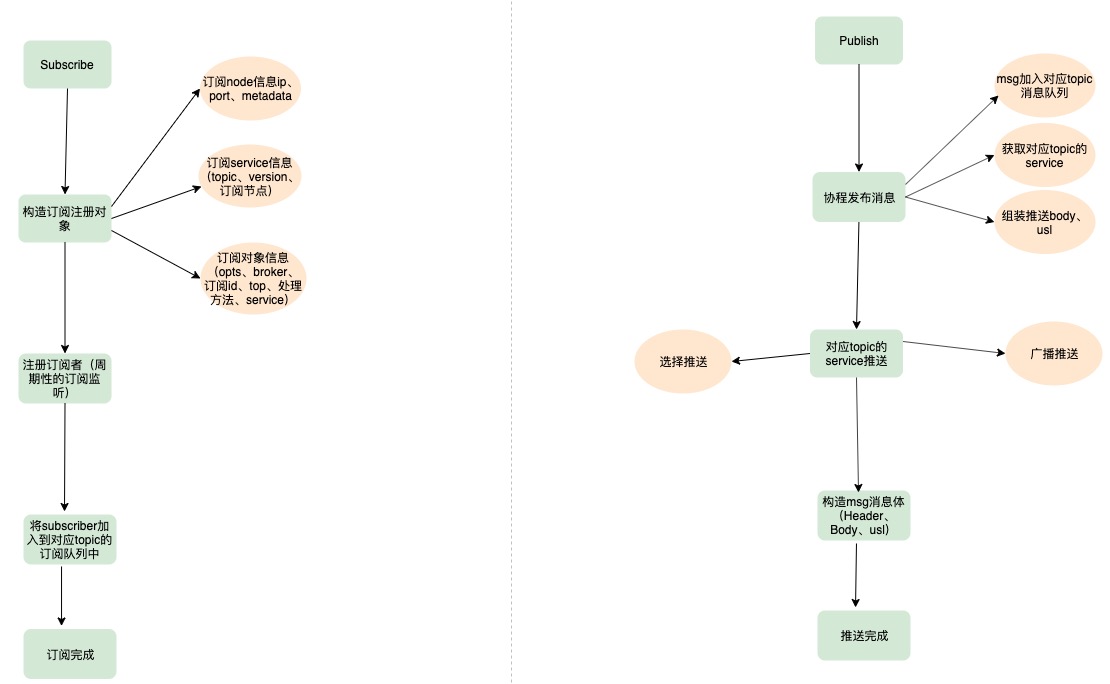 Subscribe
订阅node信息ip、
port、metadata
订阅service信息
（topic、version、
订阅节点）
构造订阅注册对
象
订阅对象信息
（opts、broker、
订阅id、top、处理
方法、service）
注册订阅者（周
期性的订阅监
听）
将subscriber加
入到对应topic的
订阅队列中
订阅完成
Publish
msg加入对应topic
消息队列
获取对应topic的
service
协程发布消息
组装推送body、
usl
对应topic的
service推送
选择推送
广播推送
构造msg消息体
（Header、
Body、usl）
推送完成